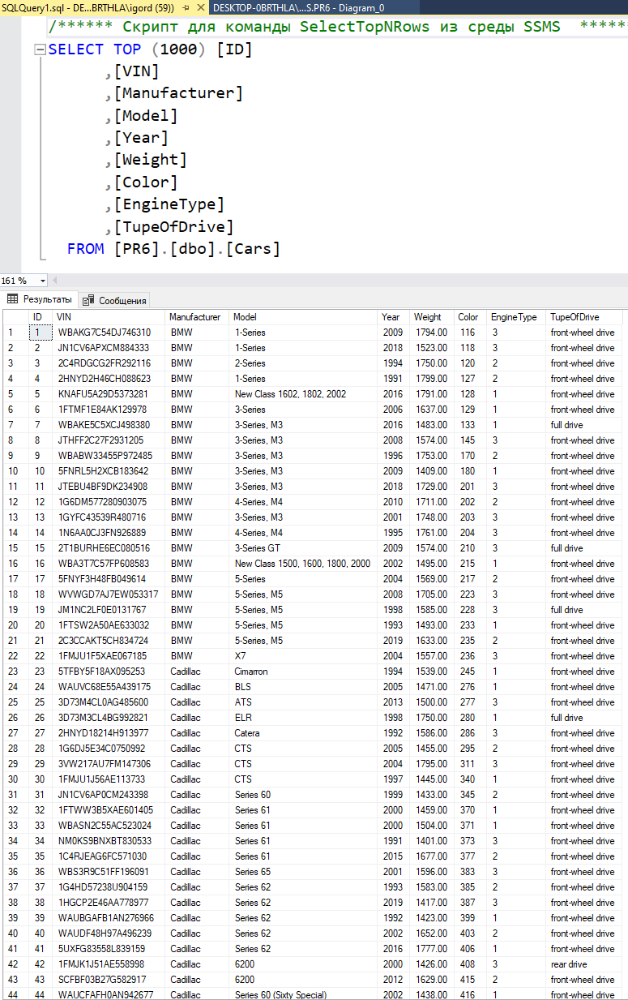 SQLQuery1.sql - DE...BRTHLA\igord (59)) DESKTOP-0BRTHLA\...S.PR6 - Diagram_0
/****** Скрипт для команды SelectTopNRows из среды SSMS ******
SELECT TOP (1000) [ID]
,[VIN]
,[Manufacturer]
,[Model]
,[Year]
,[Weight]
,[Color]
,[EngineType]
,[TupeOfDrive]
FROM [PR6].[dbo].[Cars]
161 %
Результаты Сообщения
ID VIN Manufacturer Model Year Weight Color EngineType TupeOfDrive
1 1 WBAKG7C54DJ746310 BMW 1-Series 2009 1794.00 116 3 front-wheel drive
2 2 JN1CV6APXCM884333 BMW 1-Series 2018 1523.00 118 3 front-wheel drive
3 3 2C4RDGCG2FR292116 BMW 2-Series 1994 1750.00 120 2 front-wheel drive
4 4 2HNYD2H46CH088623 BMW 1-Series 1991 1799.00 127 2 front-wheel drive
5 5 KNAFU5A29D5373281 BMW New Class 1602, 1802, 2002 2016 1791.00 128 1 front-wheel drive
6 6 1FTMF1E84AK129978 BMW 3-Series 2006 1637.00 129 1 front-wheel drive
7 7 WBAKE5C5XCJ498380 BMW 3-Series, M3 2016 1483.00 133 1 full drive
8 8 JTHFF2C27F2931205 BMW 3-Series, M3 2008 1574.00 145 3 front-wheel drive
9 9 WBABW33455P972485 BMW 3-Series, M3 1996 1753.00 170 2 front-wheel drive
10 10 5FNRL5H2XCB183642 BMW 3-Series, M3 2009 1409.00 180 1 front-wheel drive
11 11 JTEBU4BF9DK234908 BMW 3-Series, M3 2018 1729.00 201 3 front-wheel drive
12 12 1G6DM577280903075 BMW 4-Series, M4 2010 1711.00 202 2 front-wheel drive
13 13 1GYFC43539R480716 BMW 3-Series, M3 2001 1748.00 203 3 front-wheel drive
14 14 1N6AA0CJ3FN926889 BMW 4-Series, M4 1995 1761.00 204 3 front-wheel drive
15 15 2T1BURHE6EC080516 BMW 3-Series GT 2009 1574.00 210 3 full drive
16 16 WBA3T7C57FP608583 BMW New Class 1500, 1600, 1800, 2000 2002 1495.00 215 1 front-wheel drive
17 17 5FNYF3H48FB049614 BMW 5-Series 2004 1569.00 217 2 front-wheel drive
18 18 WVWGD7AJ7EW053317 BMW 5-Series, M5 2008 1705.00 223 3 front-wheel drive
19 19 JM1NC2LF0E0131767 BMW 5-Series, M5 1998 1585.00 228 3 full drive
20 20 1FTSW2A50AE633032 BMW 5-Series, M5 1993 1493.00 233 1 front-wheel drive
21 21 2C3CCAKT5CH834724 BMW 5-Series, M5 2019 1633.00 235 2 front-wheel drive
22 22 1FMJU1F5XAE067185 BMW X7 2004 1557.00 236 3 front-wheel drive
23 23 5TFBY5F18AX095253 Cadillac Cimarron 1994 1539.00 245 1 front-wheel drive
24 24 WAUVC68E55A439175 Cadillac BLS 2005 1471.00 276 1 front-wheel drive
25 25 3D73M4CL0AG485600 Cadillac ATS 2013 1500.00 277 3 front-wheel drive
26 26 3D73M3CL4BG992821 Cadillac ELR 1998 1750.00 280 1 full drive
27 27 2HNYD18214H913977 Cadillac Catera 1992 1586.00 286 3 front-wheel drive
28 28 1G6DJ5E34C0750992 Cadillac CTS 2005 1455.00 295 2 front-wheel drive
29 29 3VW217AU7FM147306 Cadillac CTS 2004 1795.00 311 3 front-wheel drive
30 30 1FMJU1J56AE113733 Cadillac CTS 1997 1445.00 340 1 front-wheel drive
31 31 JN1CV6AP0CM243398 Cadillac Series 60 1999 1433.00 345 2 front-wheel drive
32 32 1FTWW3B5XAE601405 Cadillac Series 61 2000 1459.00 370 1 front-wheel drive
33 33 WBASN2C55AC523024 Cadillac Series 61 2000 1504.00 371 1 front-wheel drive
34 34 NM0KS9BNXBT830533 Cadillac Series 61 1991 1401.00 373 3 front-wheel drive
35 35 1C4RJEAG6FC571030 Cadillac Series 61 2015 1677.00 377 2 front-wheel drive
36 36 WBS3R9C51FF196091 Cadillac Series 65 2001 1596.00 383 3 front-wheel drive
37 37 1G4HD57238U904159 Cadillac Series 62 1993 1583.00 385 2 front-wheel drive
38 38 1HGCP2E46AA778977 Cadillac Series 62 2019 1417.00 387 3 front-wheel drive
39 39 WAUBGAFB1AN276966 Cadillac Series 62 1992 1423.00 399 1 front-wheel drive
40 40 WAUDF48H97A496239 Cadillac Series 62 2002 1652.00 403 2 front-wheel drive
41 41 5UXFG83558L839159 Cadillac Series 62 2016 1777.00 406 1 front-wheel drive
42 42 1FMJK1J51AE558998 Cadillac 6200 2000 1426.00 408 3 rear drive
43 43 SCFBF03B27G582917 Cadillac 6200 2012 1629.00 415 2 front-wheel drive
44 44 WAUCFAFH0AN942677 Cadillac Series 60 (Sixty Special) 2002 1438.00 416 1 front-wheel drive